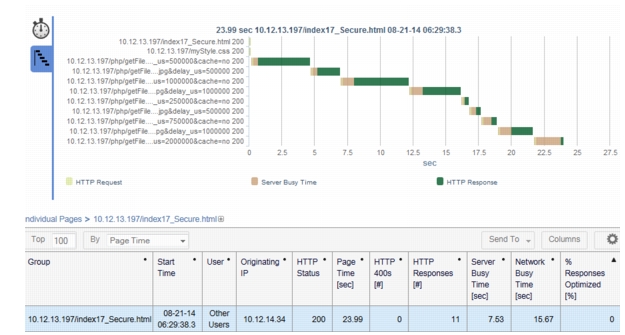 23.99 sec 10.12.13.197/index17_Secure.html 08-21-14 06:29:38.3
10.12.13.197/index17_Secure.html 200
10.12.13.197/myStyle.css 200
10.12.13.197/php/getFile...._us=500000&cache=no 200
10.12.13.197/php/getFile....jpg&delay_us=500000 200
10.12.13.197/php/getFile....us=1000000&cache=no 200
10.12.13.197/php/getFile....pg&delay_us=1000000 200
10.12.13.197/php/getFile...._us=250000&cache=no 200
10.12.13.197/php/getFile....jpg&delay_us=500000 200
10.12.13.197/php/getFile...._us=750000&cache=no 200
10.12.13.197/php/getFile....pg&delay_us=1000000 200
10.12.13.197/php/getFile....us=2000000&cache=no 200
0 2.5 5 7.5 10 12.5 15 17.5 20 22.5 25 27.5
sec
HTTP Request Server Busy Time HTTP Response
ndividual Pages > 10.12.13.197/index17_Secure.html
Top 100 By Page Time Send To Columns
Group Start Time User Originating IP HTTP Status Page Time [sec] HTTP 400s [#] HTTP Responses [#] Server Busy Time [sec] Network Busy Time [sec] % Responses Optimized [%]
10.12.13.197/index17_Secure.html 08-21-14 06:29:38.3 Other Users 10.12.14.34 200 23.99 0 11 7.53 15.67 0